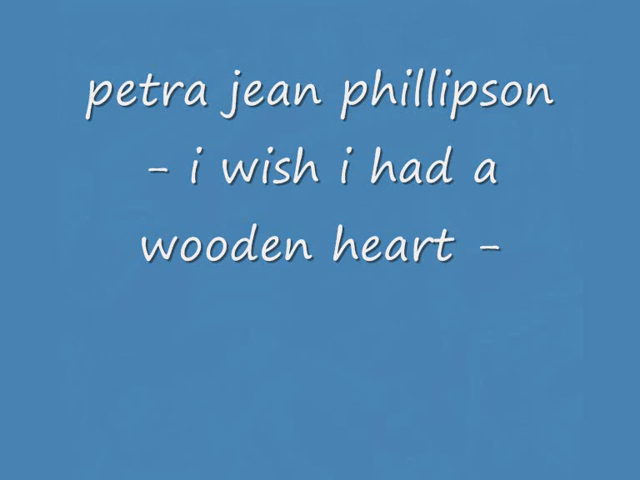 petra jean phillipson
- i wish i had a
wooden heart -